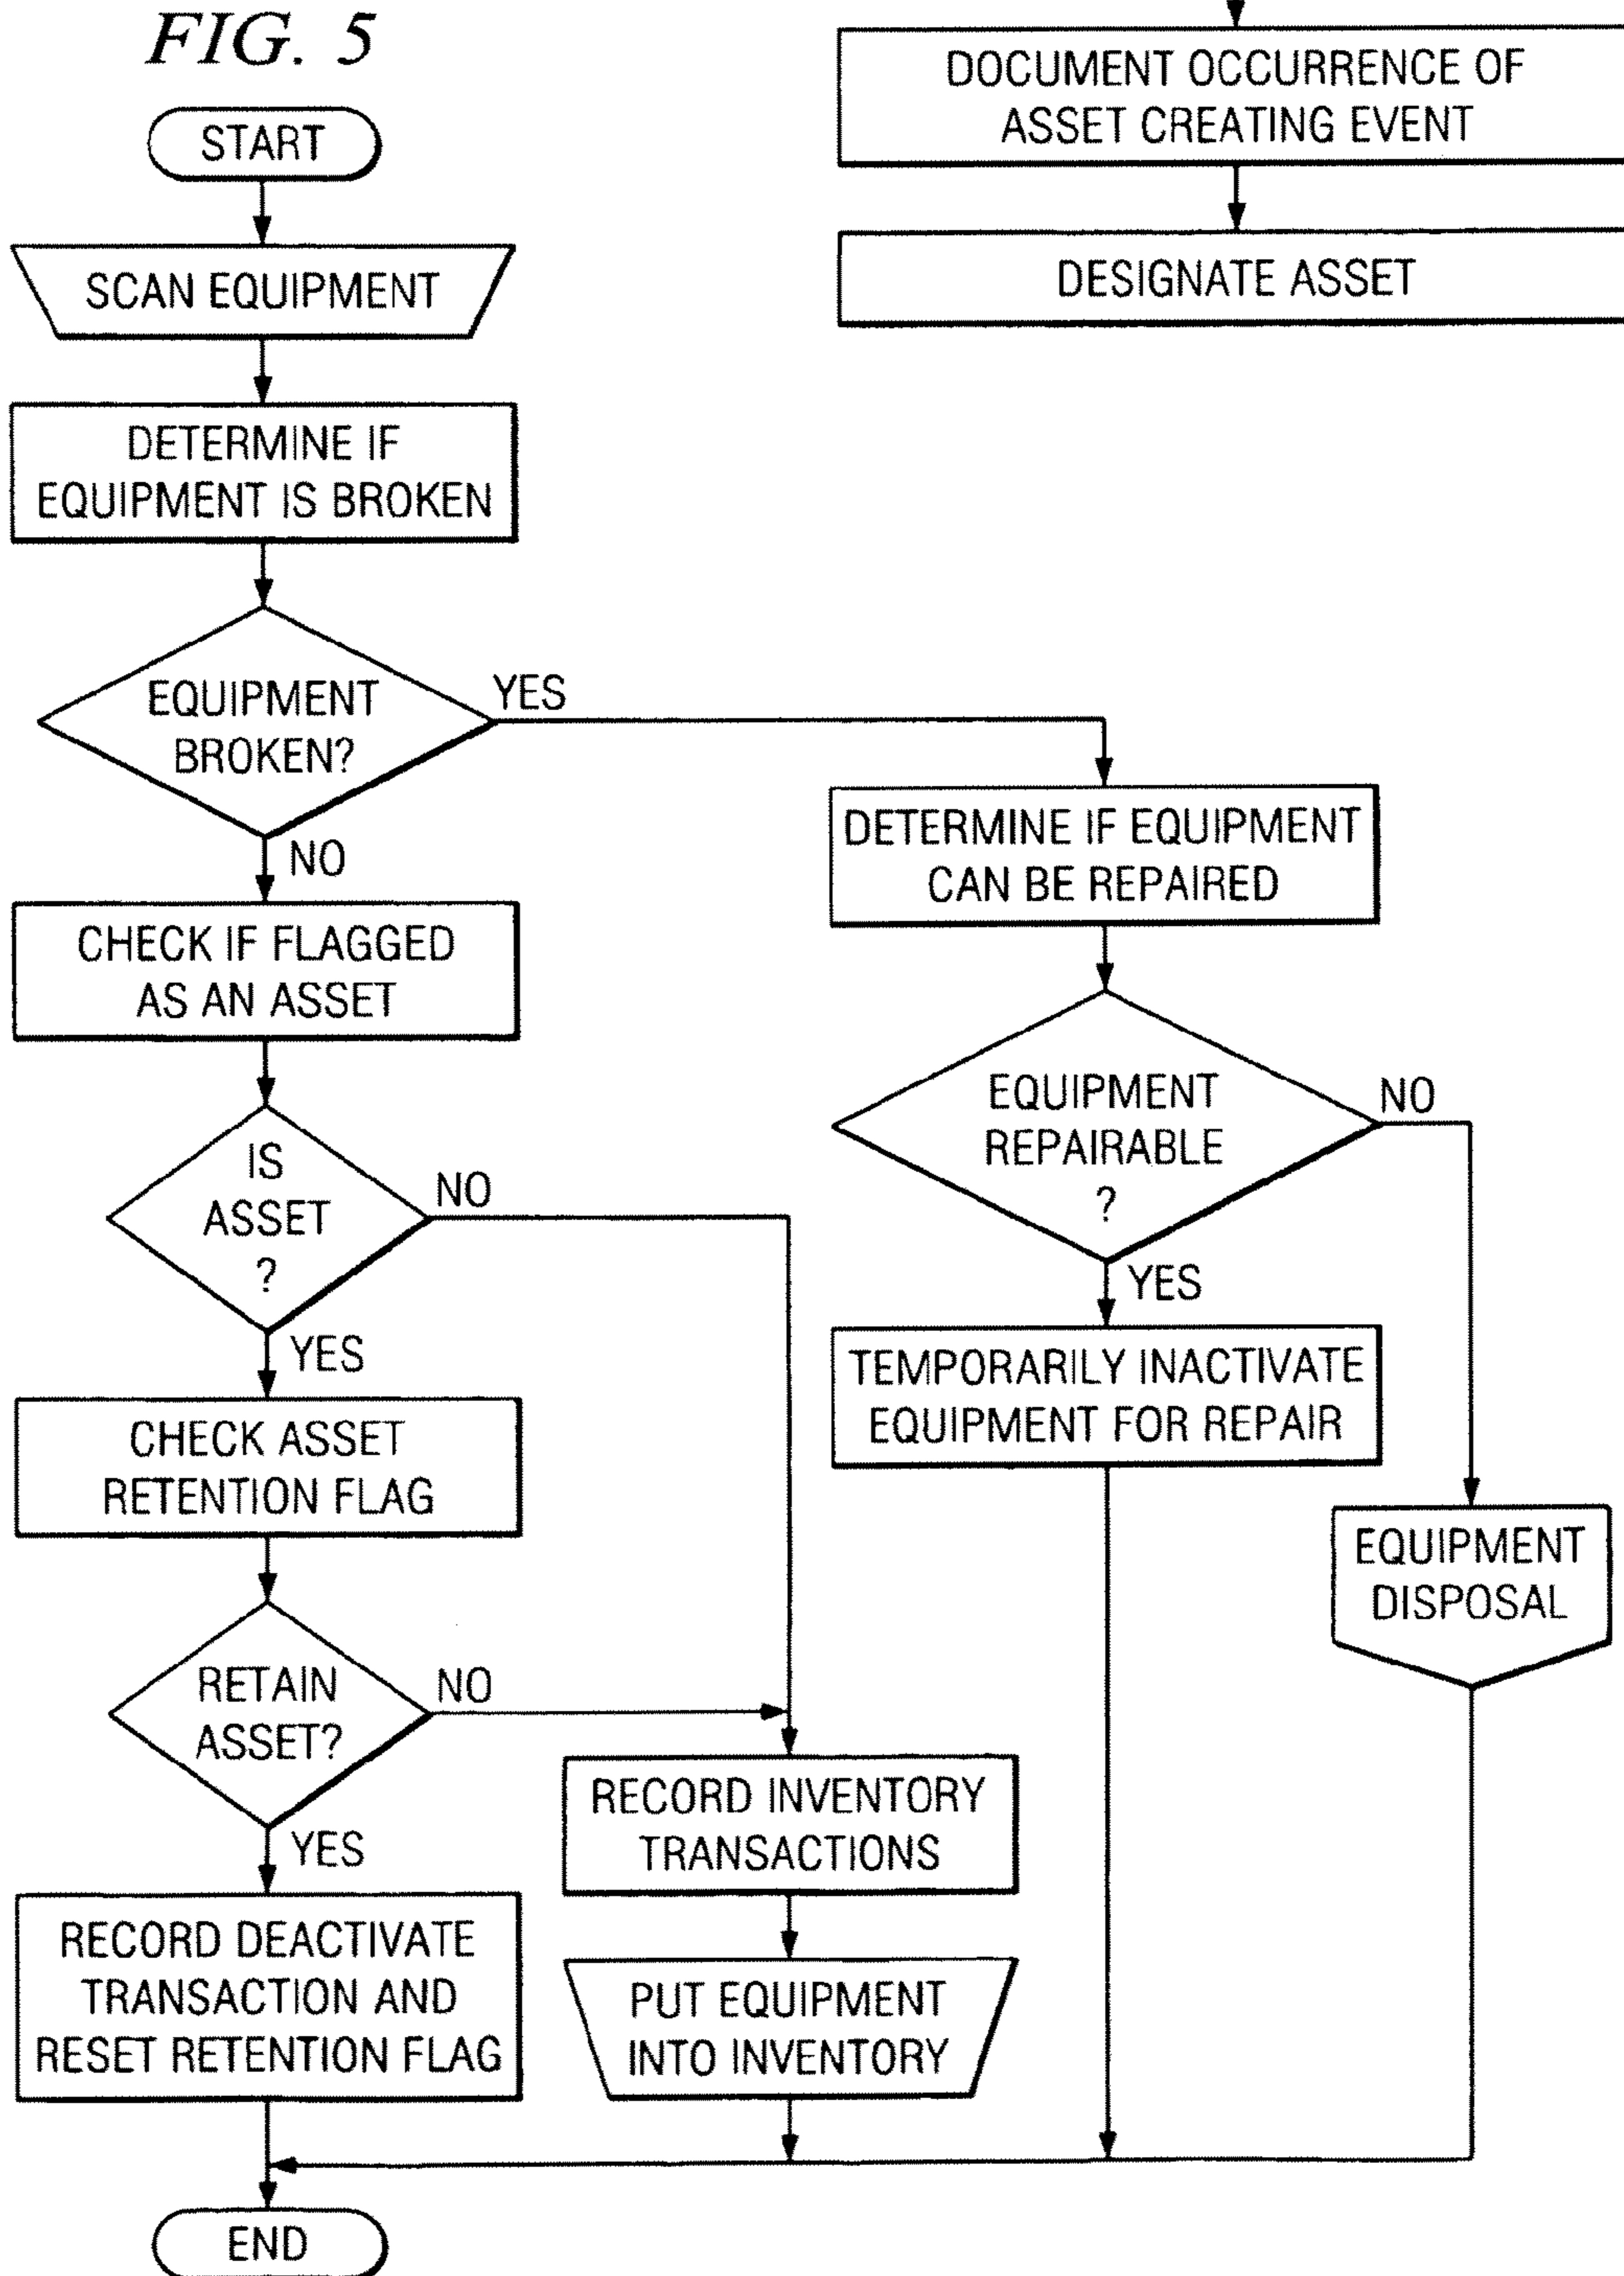 FIG. 5
START
SCAN EQUIPMENT
DETERMINE IF
EQUIPMENT IS BROKEN
EQUIPMENT
BROKEN?
YES
NO
CHECK IF FLAGGED
AS AN ASSET
IS
ASSET
?
NO
YES
CHECK ASSET
RETENTION FLAG
RETAIN
ASSET?
NO
YES
RECORD DEACTIVATE
TRANSACTION AND
RESET RETENTION FLAG
RECORD INVENTORY
TRANSACTIONS
PUT EQUIPMENT
INTO INVENTORY
END
DOCUMENT OCCURRENCE OF
ASSET CREATING EVENT
DESIGNATE ASSET
DETERMINE IF EQUIPMENT
CAN BE REPAIRED
EQUIPMENT
REPAIRABLE
?
NO
YES
TEMPORARILY INACTIVATE
EQUIPMENT FOR REPAIR
EQUIPMENT
DISPOSAL